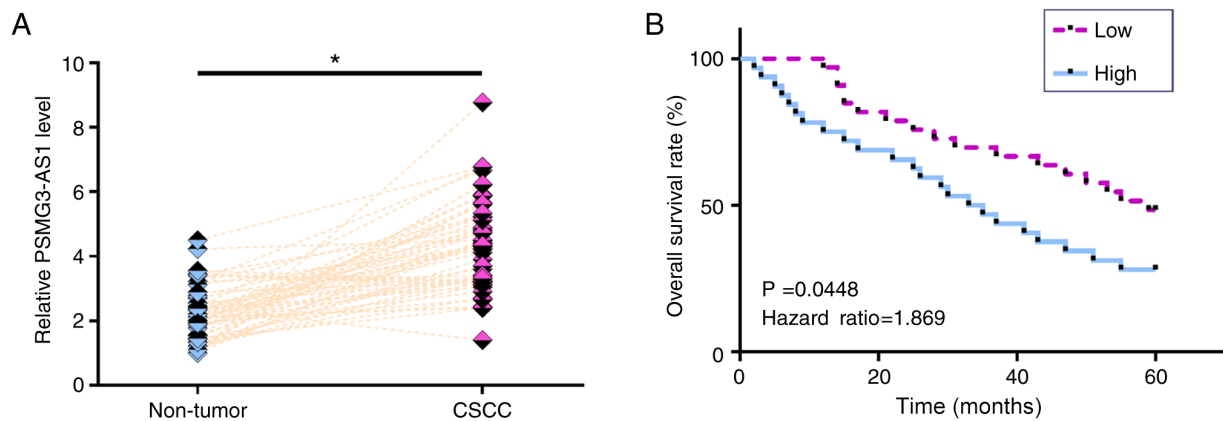 A
*
10
8
6
4
2
0
Relative PSMG3-AS1 level
Non-tumor
CSCC
B
Low
High
100
50
0
Overall survival rate (%)
P =0.0448
Hazard ratio=1.869
0
20
40
60
Time (months)